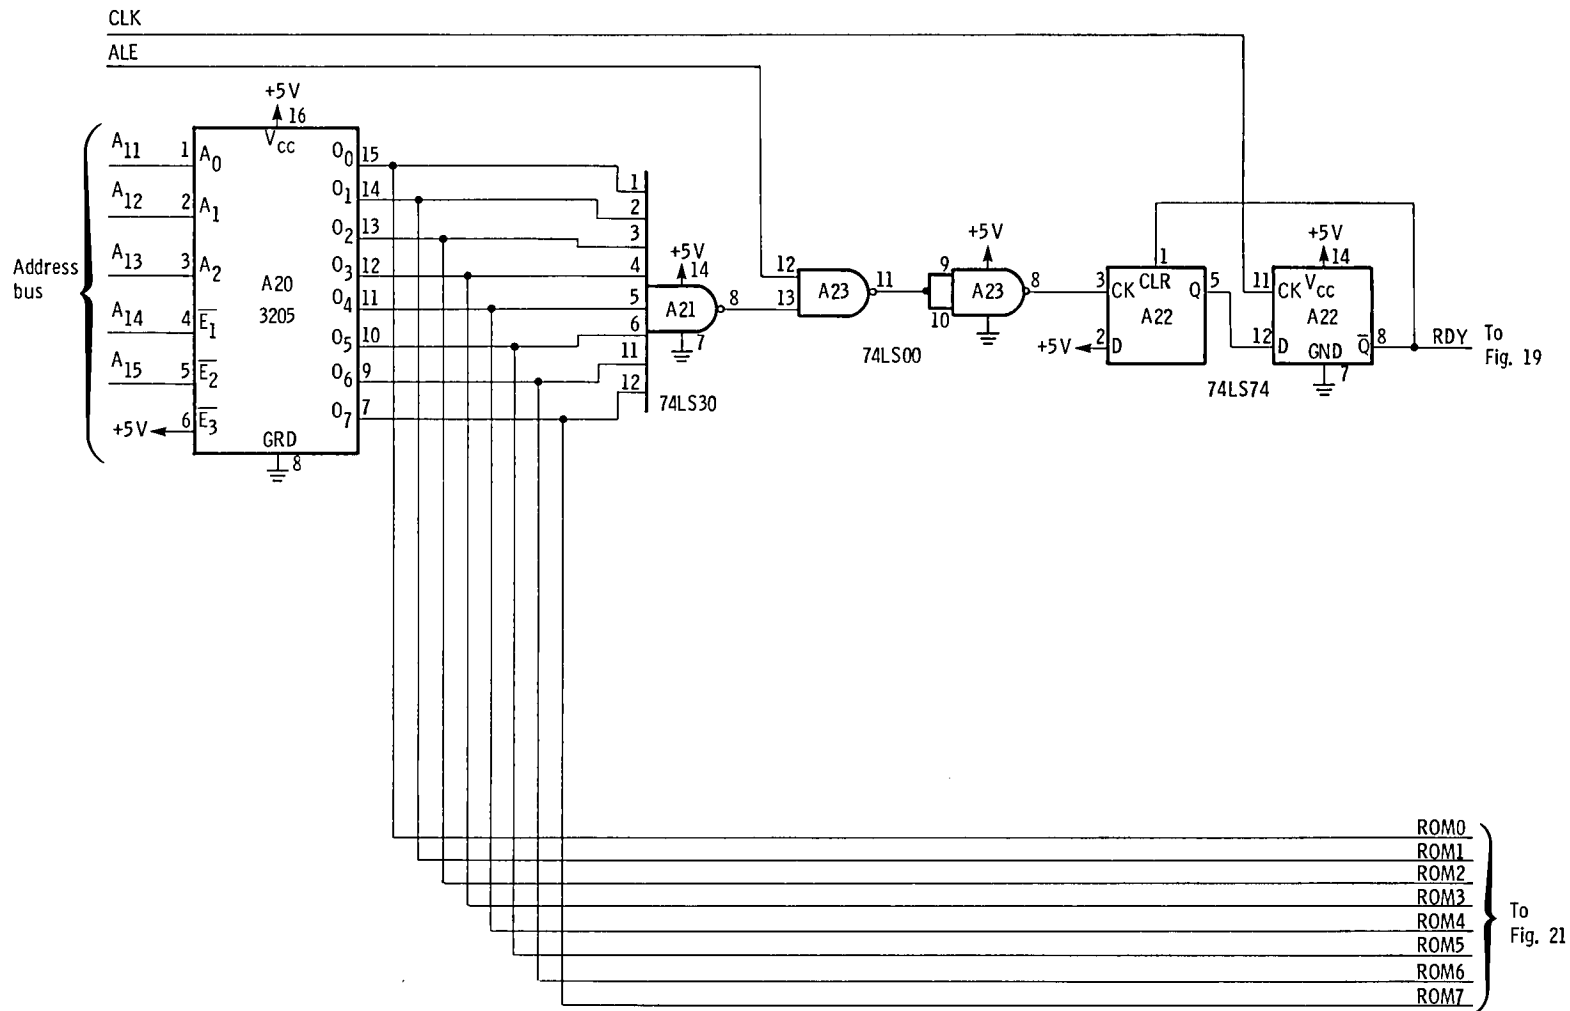 CLK
ALE
+5V
16
VCC
A11 1 A0
A12 2 A1
A13 3 A2
A14 4 E̅1̅
A15 5 E̅2̅
+5V 6 E̅3̅
Address
bus
A20
3205
GRD
8
O0 15
O1 14
O2 13
O3 12
O4 11
O5 10
O6 9
O7 7
1
2
3
4
5
6
11
12
+5V
14
A21
8
7
74LS30
12
13
A23
11
74LS00
+5V
9
10
A23
8
1
3 CK CLR Q 5
A22
+5V 2 D
74LS74
+5V
14
11 CK VCC
A22
12 D GND Q̅ 8
7
RDY
To
Fig. 19
ROM0
ROM1
ROM2
ROM3
ROM4
ROM5
ROM6
ROM7
To
Fig. 21